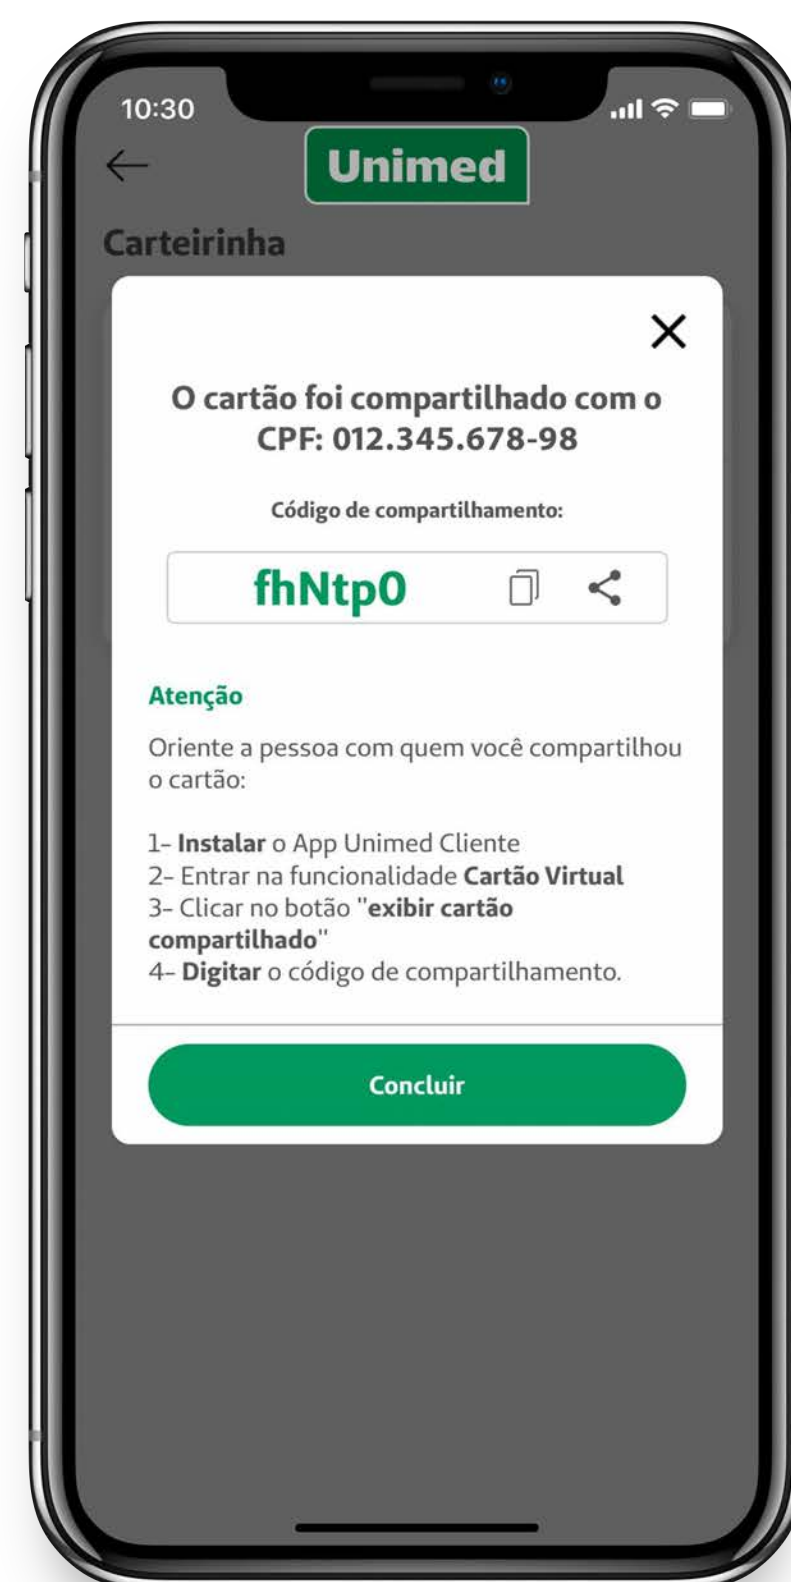 10:30
Unimed
Carteirinha
O cartão foi compartilhado com o
CPF: 012.345.678-98
Código de compartilhamento:
fhNtp0
Atenção
Oriente a pessoa com quem você compartilhou
o cartão:
1- Instalar o App Unimed Cliente
2- Entrar na funcionalidade Cartão Virtual
3- Clicar no botão "exibir cartão
compartilhado"
4- Digitar o código de compartilhamento.
Concluir